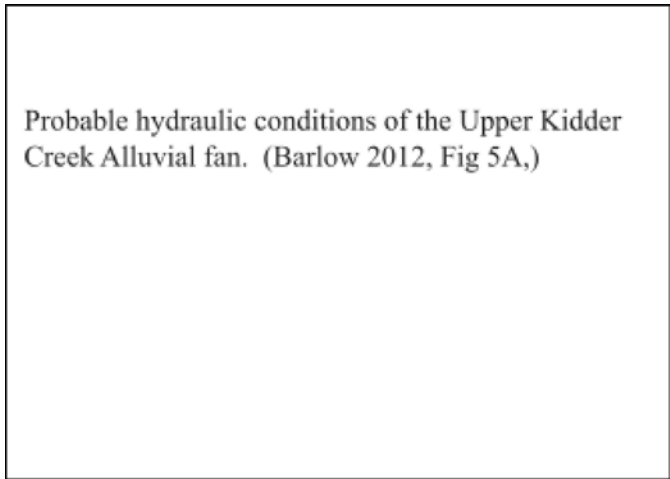 Probable hydraulic conditions of the Upper Kidder
Creek Alluvial fan.  (Barlow 2012, Fig 5A,)